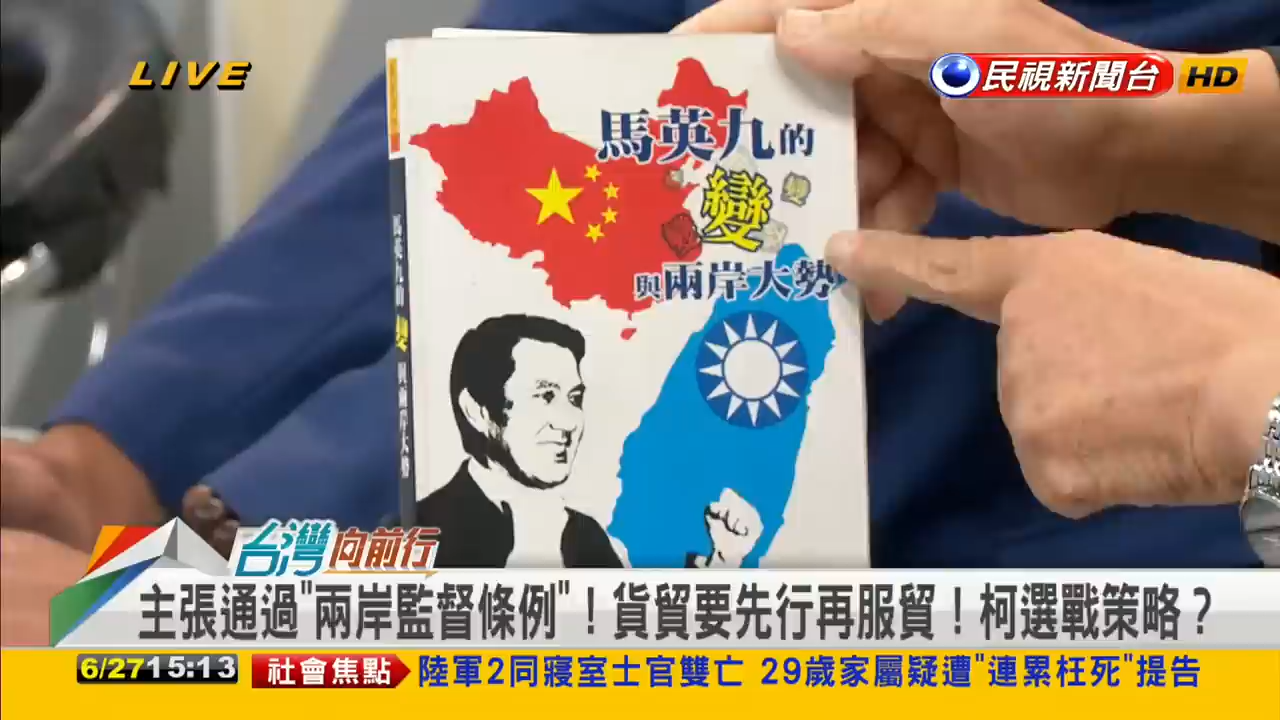 LIVE
民視新聞台 HD
馬英九的
變
變
與兩岸大勢
馬英九的 變 與兩岸大勢
台灣向前行
主張通過"兩岸監督條例"！貨貿要先行再服貿！柯選戰策略？
6/27 15:13 社會焦點 陸軍2同寢室士官雙亡 29歲家屬疑遭"連累枉死"提告